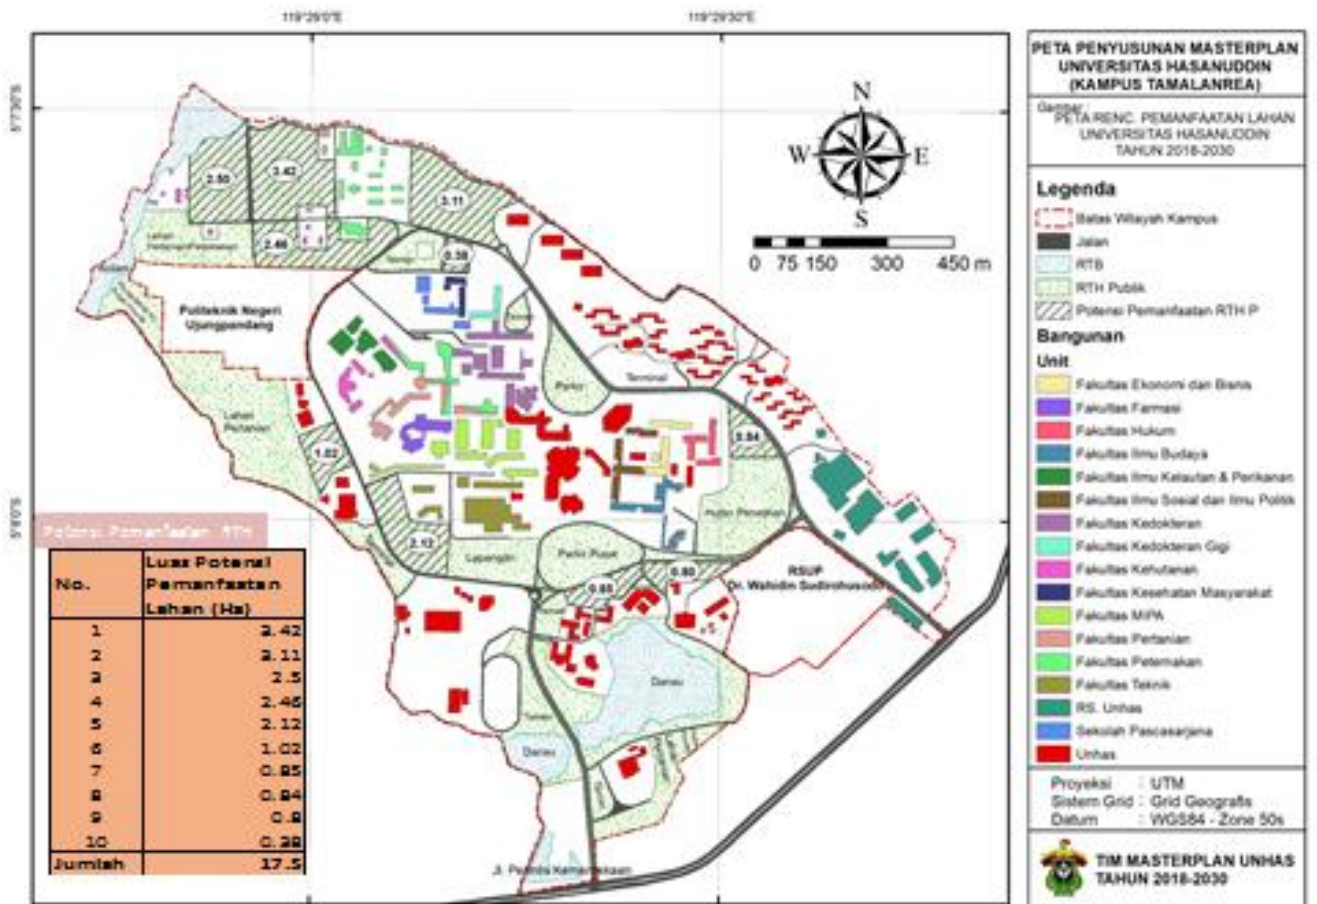 119°29'0"E
119°29'30"E
5°7'30"S
5°8'0"S
N
W
E
S
0 75 150 300 450 m
2.50
3.42
3.11
2.46
0.38
1.02
2.12
0.84
0.80
0.85
Politeknik Negeri
Ujungpandang
Lahan
Pertanian
Parkir
Terminal
Lapangan
Parkir Pusat
Hutan Penelitian
RSUP
Dr. Wahidin Sudirohusodo
Danau
Taman
Danau
Potensi Pemanfaatan RTH
No.
Luas Potensi
Pemanfaatan
Lahan (Ha)
1 3.42
2 3.11
3 2.5
4 2.46
5 2.12
6 1.02
7 0.85
8 0.84
9 0.8
10 0.38
Jumlah 17.5
PETA PENYUSUNAN MASTERPLAN
UNIVERSITAS HASANUDDIN
(KAMPUS TAMALANREA)
Gambar :
PETA RENC. PEMANFAATAN LAHAN
UNIVERSITAS HASANUDDIN
TAHUN 2018-2030
Legenda
Batas Wilayah Kampus
Jalan
RTB
RTH Publik
Potensi Pemanfaatan RTH P
Bangunan
Unit
Fakultas Ekonomi dan Bisnis
Fakultas Farmasi
Fakultas Hukum
Fakultas Ilmu Budaya
Fakultas Ilmu Kelautan & Perikanan
Fakultas Ilmu Sosial dan Ilmu Politik
Fakultas Kedokteran
Fakultas Kedokteran Gigi
Fakultas Kehutanan
Fakultas Kesehatan Masyarakat
Fakultas MIPA
Fakultas Pertanian
Fakultas Peternakan
Fakultas Teknik
RS. Unhas
Sekolah Pascasarjana
Unhas
Proyeksi : UTM
Sistem Grid : Grid Geografis
Datum : WGS84 - Zone 50s
TIM MASTERPLAN UNHAS
TAHUN 2018-2030